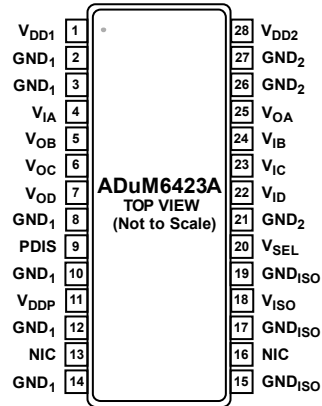 VDD1 1 28 VDD2
GND1 2 27 GND2
GND1 3 26 GND2
VIA 4 25 VOA
VOB 5 24 VIB
VOC 6 23 VIC
VOD 7 22 VID
ADuM6423A
TOP VIEW
(Not to Scale)
GND1 8 21 GND2
PDIS 9 20 VSEL
GND1 10 19 GNDISO
VDDP 11 18 VISO
GND1 12 17 GNDISO
NIC 13 16 NIC
GND1 14 15 GNDISO